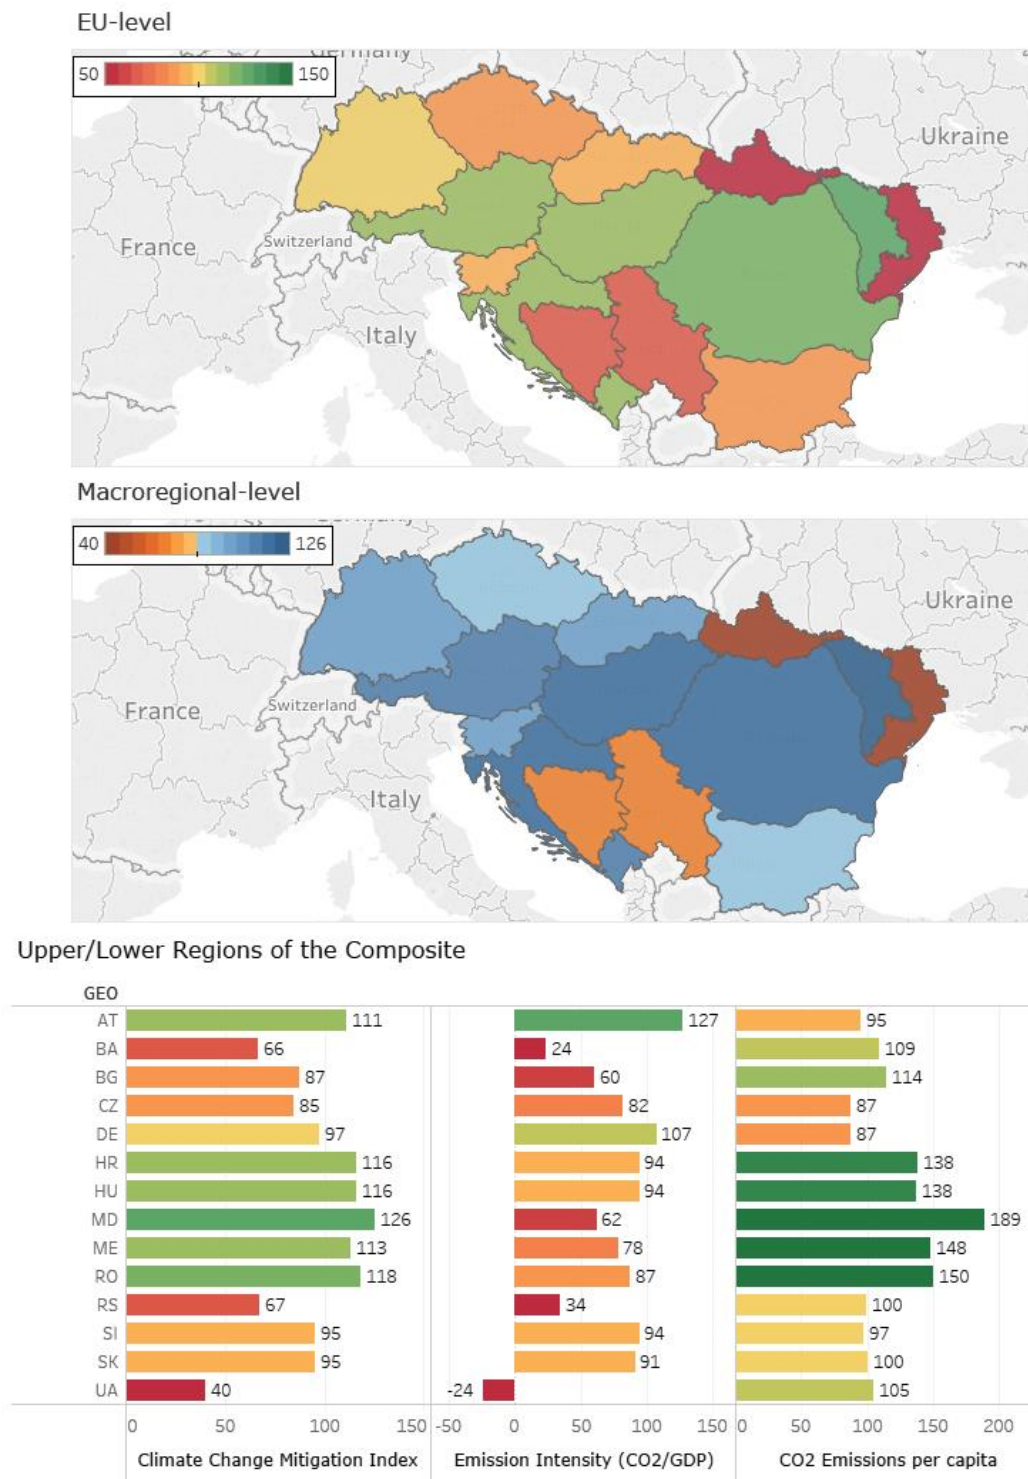 EU-level
50 150
Ukraine
France
Switzerland
Italy
Macroregional-level
40 126
Ukraine
France
Switzerland
Italy
Upper/Lower Regions of the Composite
GEO
AT 111 127 95
BA 66 24 109
BG 87 60 114
CZ 85 82 87
DE 97 107 87
HR 116 94 138
HU 116 94 138
MD 126 62 189
ME 113 78 148
RO 118 87 150
RS 67 34 100
SI 95 94 97
SK 95 91 100
UA 40 -24 105
0 50 100 150 -50 0 50 100 150 0 50 100 150 200
Climate Change Mitigation Index Emission Intensity (CO2/GDP) CO2 Emissions per capita